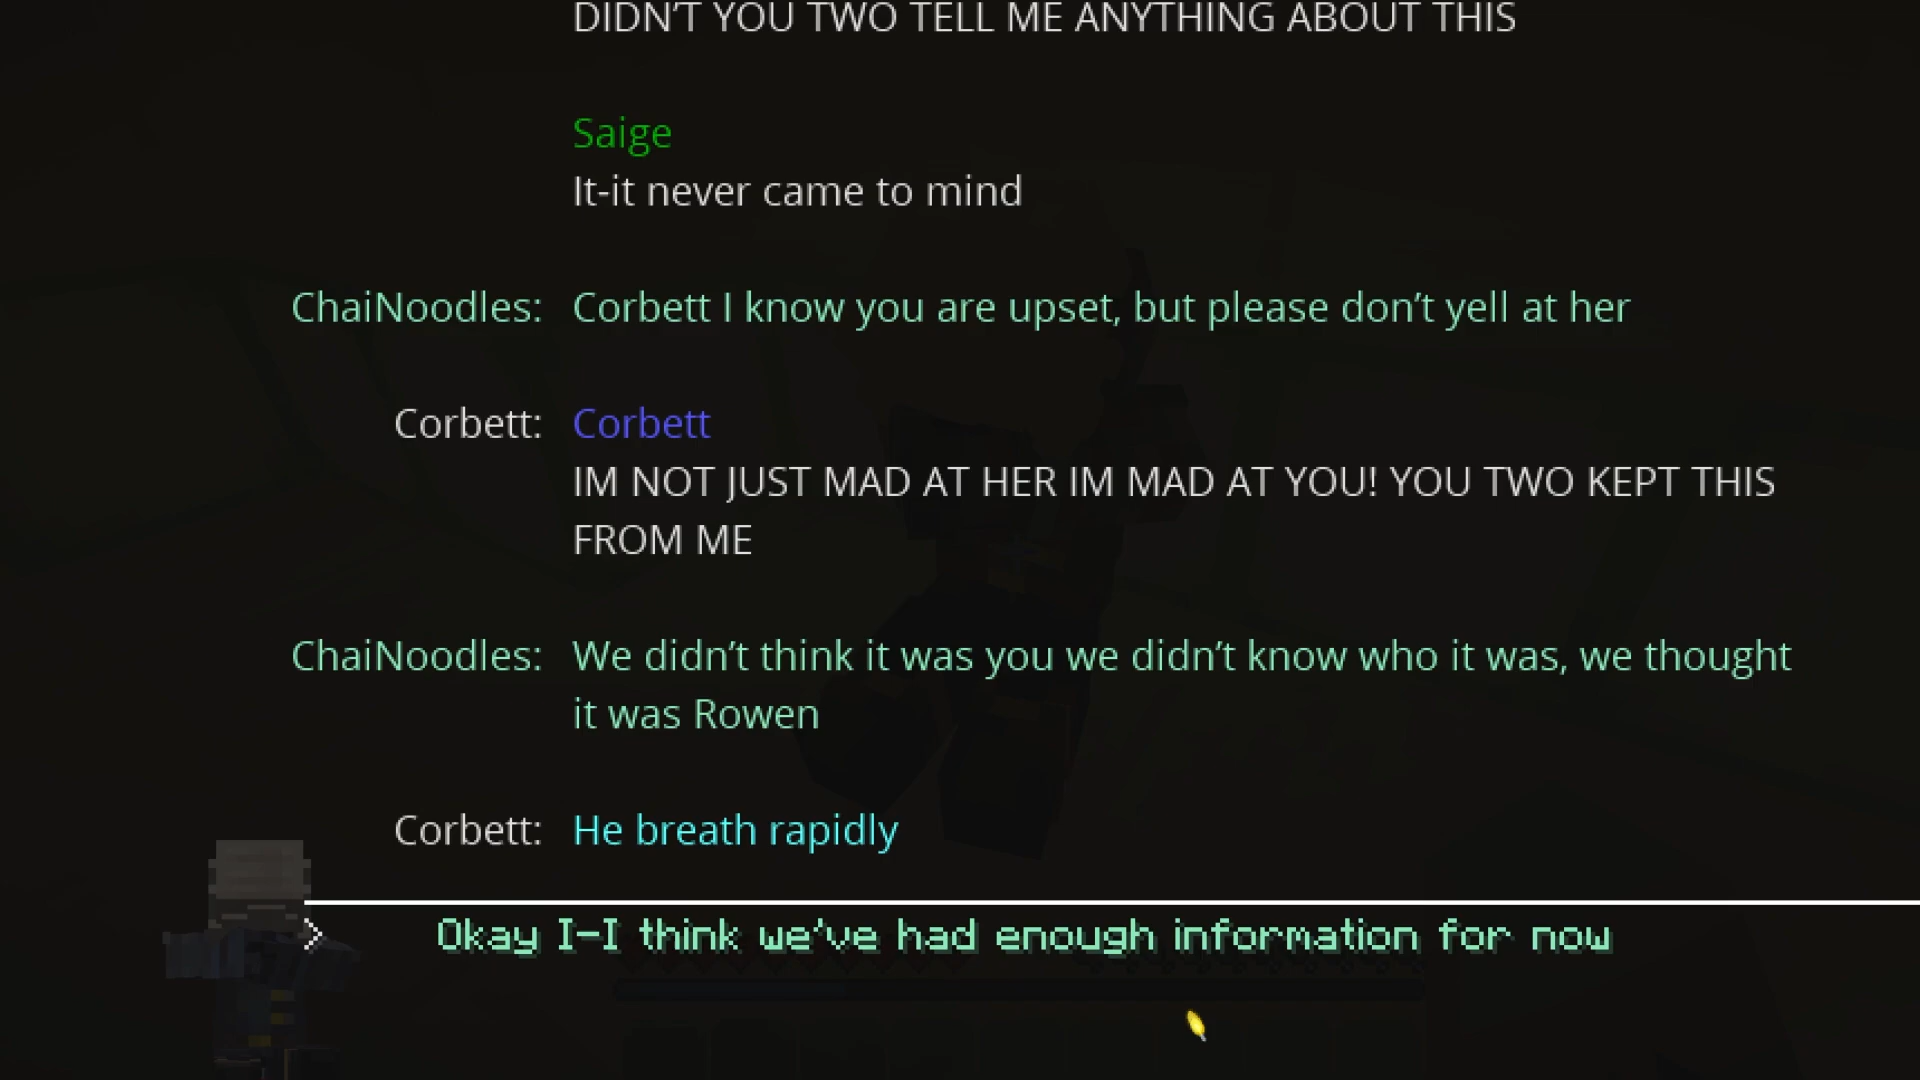 DIDN'T YOU TWO TELL ME ANYTHING ABOUT THIS
Saige
It-it never came to mind
ChaiNoodles: Corbett I know you are upset, but please don't yell at her
Corbett: Corbett
IM NOT JUST MAD AT HER IM MAD AT YOU! YOU TWO KEPT THIS
FROM ME
ChaiNoodles: We didn't think it was you we didn't know who it was, we thought
it was Rowen
Corbett: He breath rapidly
> Okay I-I think we've had enough information for now